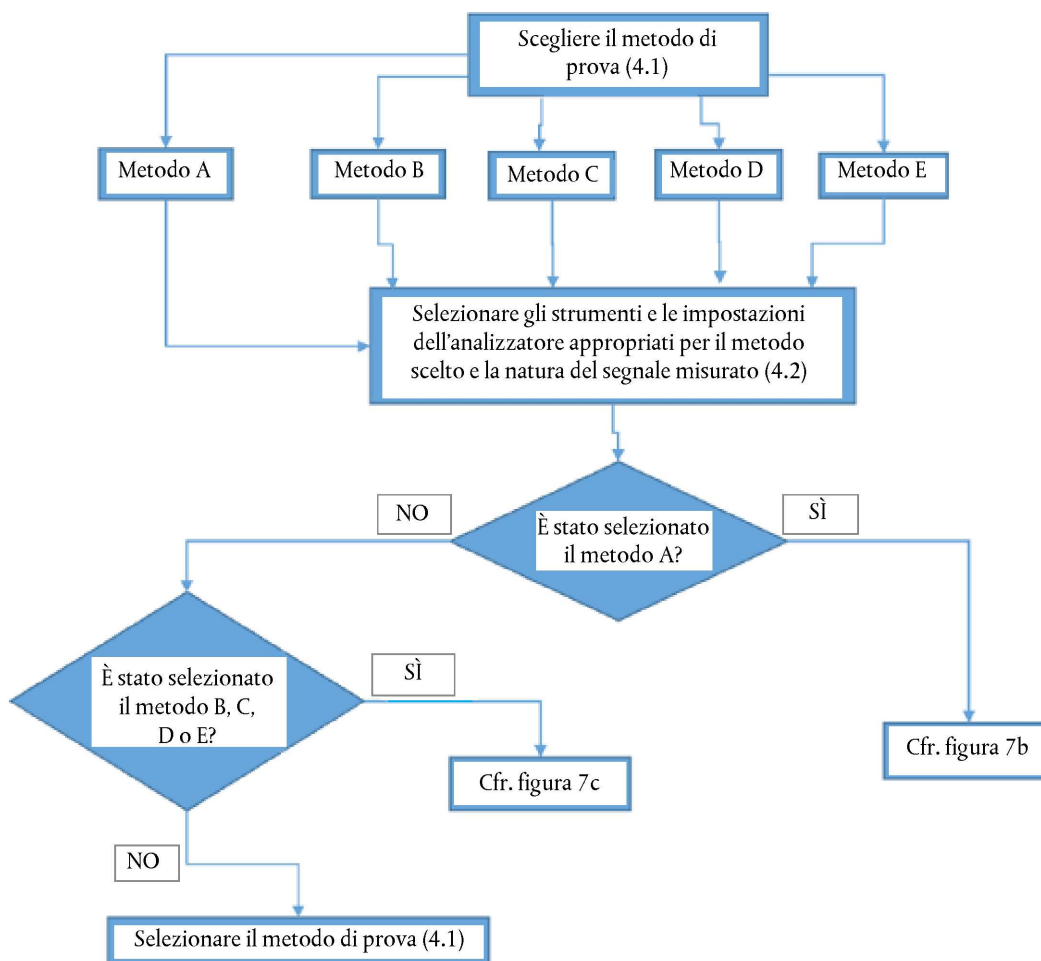 Scegliere il metodo di
prova (4.1)
Metodo A
Metodo B
Metodo C
Metodo D
Metodo E
Selezionare gli strumenti e le impostazioni
dell'analizzatore appropriati per il metodo
scelto e la natura del segnale misurato (4.2)
NO
SÌ
È stato selezionato
il metodo A?
È stato selezionato
il metodo B, C,
D o E?
SÌ
Cfr. figura 7b
Cfr. figura 7c
NO
Selezionare il metodo di prova (4.1)